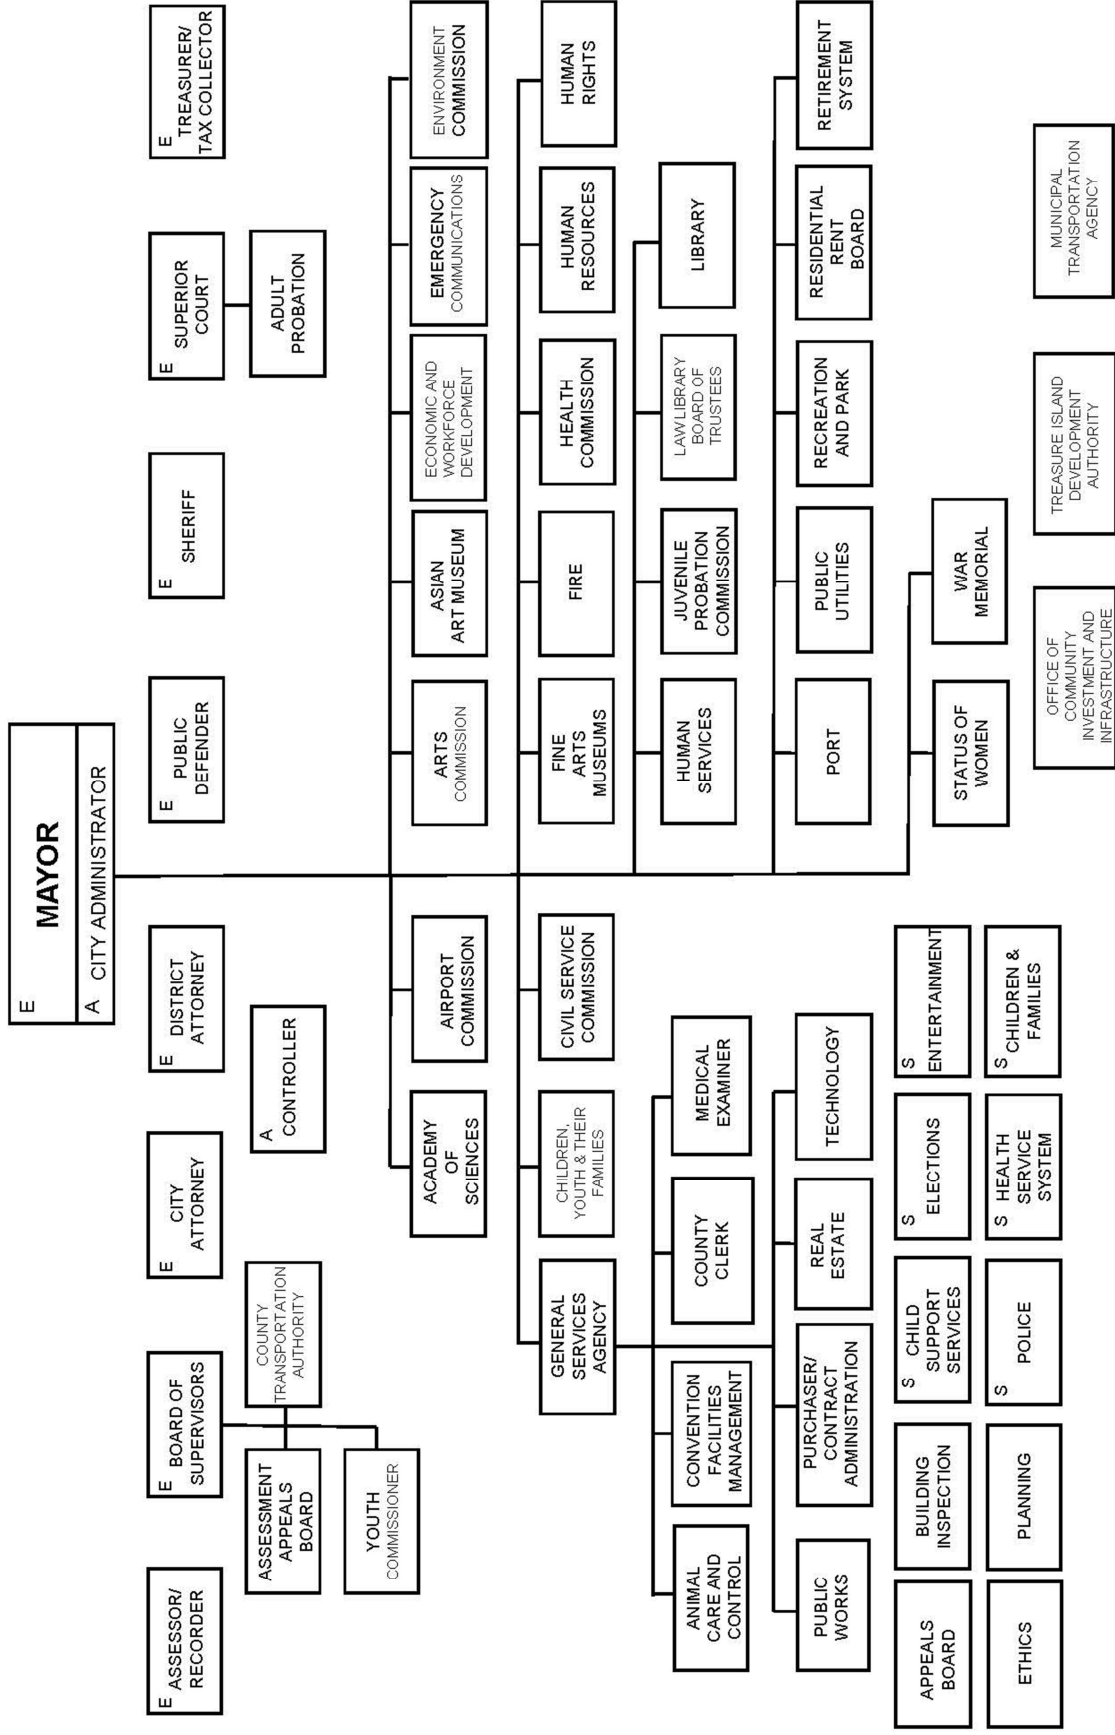 E
MAYOR
A CITY ADMINISTRATOR
E ASSESSOR/
RECORDER
E BOARD OF
SUPERVISORS
E CITY
ATTORNEY
E DISTRICT
ATTORNEY
E PUBLIC
DEFENDER
E SHERIFF
E SUPERIOR
COURT
E TREASURER/
TAX COLLECTOR
ASSESSMENT
APPEALS
BOARD
COUNTY
TRANSPORTATION
AUTHORITY
A CONTROLLER
ADULT
PROBATION
YOUTH
COMMISSIONER
ACADEMY
OF
SCIENCES
AIRPORT
COMMISSION
ARTS
COMMISSION
ASIAN
ART MUSEUM
ECONOMIC AND
WORKFORCE
DEVELOPMENT
EMERGENCY
COMMUNICATIONS
ENVIRONMENT
COMMISSION
GENERAL
SERVICES
AGENCY
CHILDREN,
YOUTH & THEIR
FAMILIES
CIVIL SERVICE
COMMISSION
FINE
ARTS
MUSEUMS
FIRE
HEALTH
COMMISSION
HUMAN
RESOURCES
HUMAN
RIGHTS
ANIMAL
CARE AND
CONTROL
CONVENTION
FACILITIES
MANAGEMENT
COUNTY
CLERK
MEDICAL
EXAMINER
HUMAN
SERVICES
JUVENILE
PROBATION
COMMISSION
LAW LIBRARY
BOARD OF
TRUSTEES
LIBRARY
PUBLIC
WORKS
PURCHASER/
CONTRACT
ADMINISTRATION
REAL
ESTATE
TECHNOLOGY
PORT
PUBLIC
UTILITIES
RECREATION
AND PARK
RESIDENTIAL
RENT
BOARD
RETIREMENT
SYSTEM
APPEALS
BOARD
BUILDING
INSPECTION
S CHILD
SUPPORT
SERVICES
S
ELECTIONS
S
ENTERTAINMENT
STATUS OF
WOMEN
WAR
MEMORIAL
ETHICS
PLANNING
S POLICE
S HEALTH
SERVICE
SYSTEM
S CHILDREN &
FAMILIES
OFFICE OF
COMMUNITY
INVESTMENT AND
INFRASTRUCTURE
TREASURE ISLAND
DEVELOPMENT
AUTHORITY
MUNICIPAL
TRANSPORTATION
AGENCY